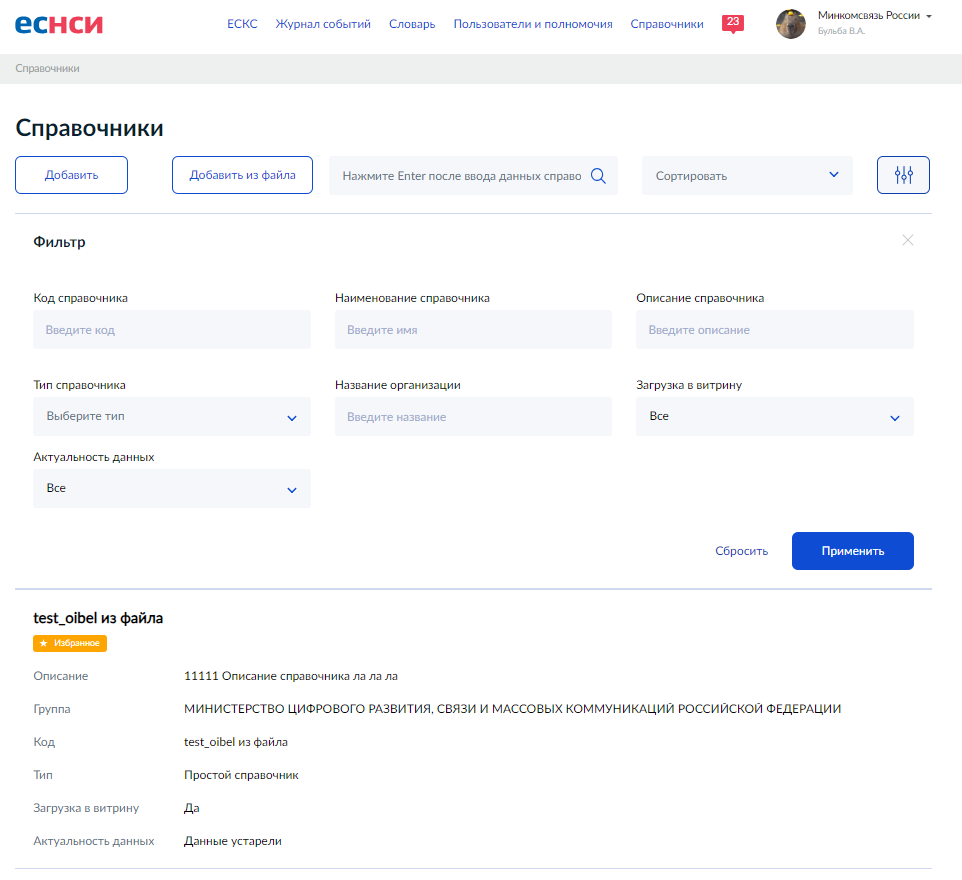 еснси
ЕСКС Журнал событий Словарь Пользователи и полномочия Справочники 23 Минкомсвязь России
Бульба В.А.
Справочники
Справочники
Добавить Добавить из файла Нажмите Enter после ввода данных справо Сортировать
Фильтр
Код справочника Наименование справочника Описание справочника
Введите код Введите имя Введите описание
Тип справочника Название организации Загрузка в витрину
Выберите тип Введите название Все
Актуальность данных
Все
Сбросить Применить
test_oibel из файла
Избранное
Описание 11111 Описание справочника ла ла ла
Группа МИНИСТЕРСТВО ЦИФРОВОГО РАЗВИТИЯ, СВЯЗИ И МАССОВЫХ КОММУНИКАЦИЙ РОССИЙСКОЙ ФЕДЕРАЦИИ
Код test_oibel из файла
Тип Простой справочник
Загрузка в витрину Да
Актуальность данных Данные устарели